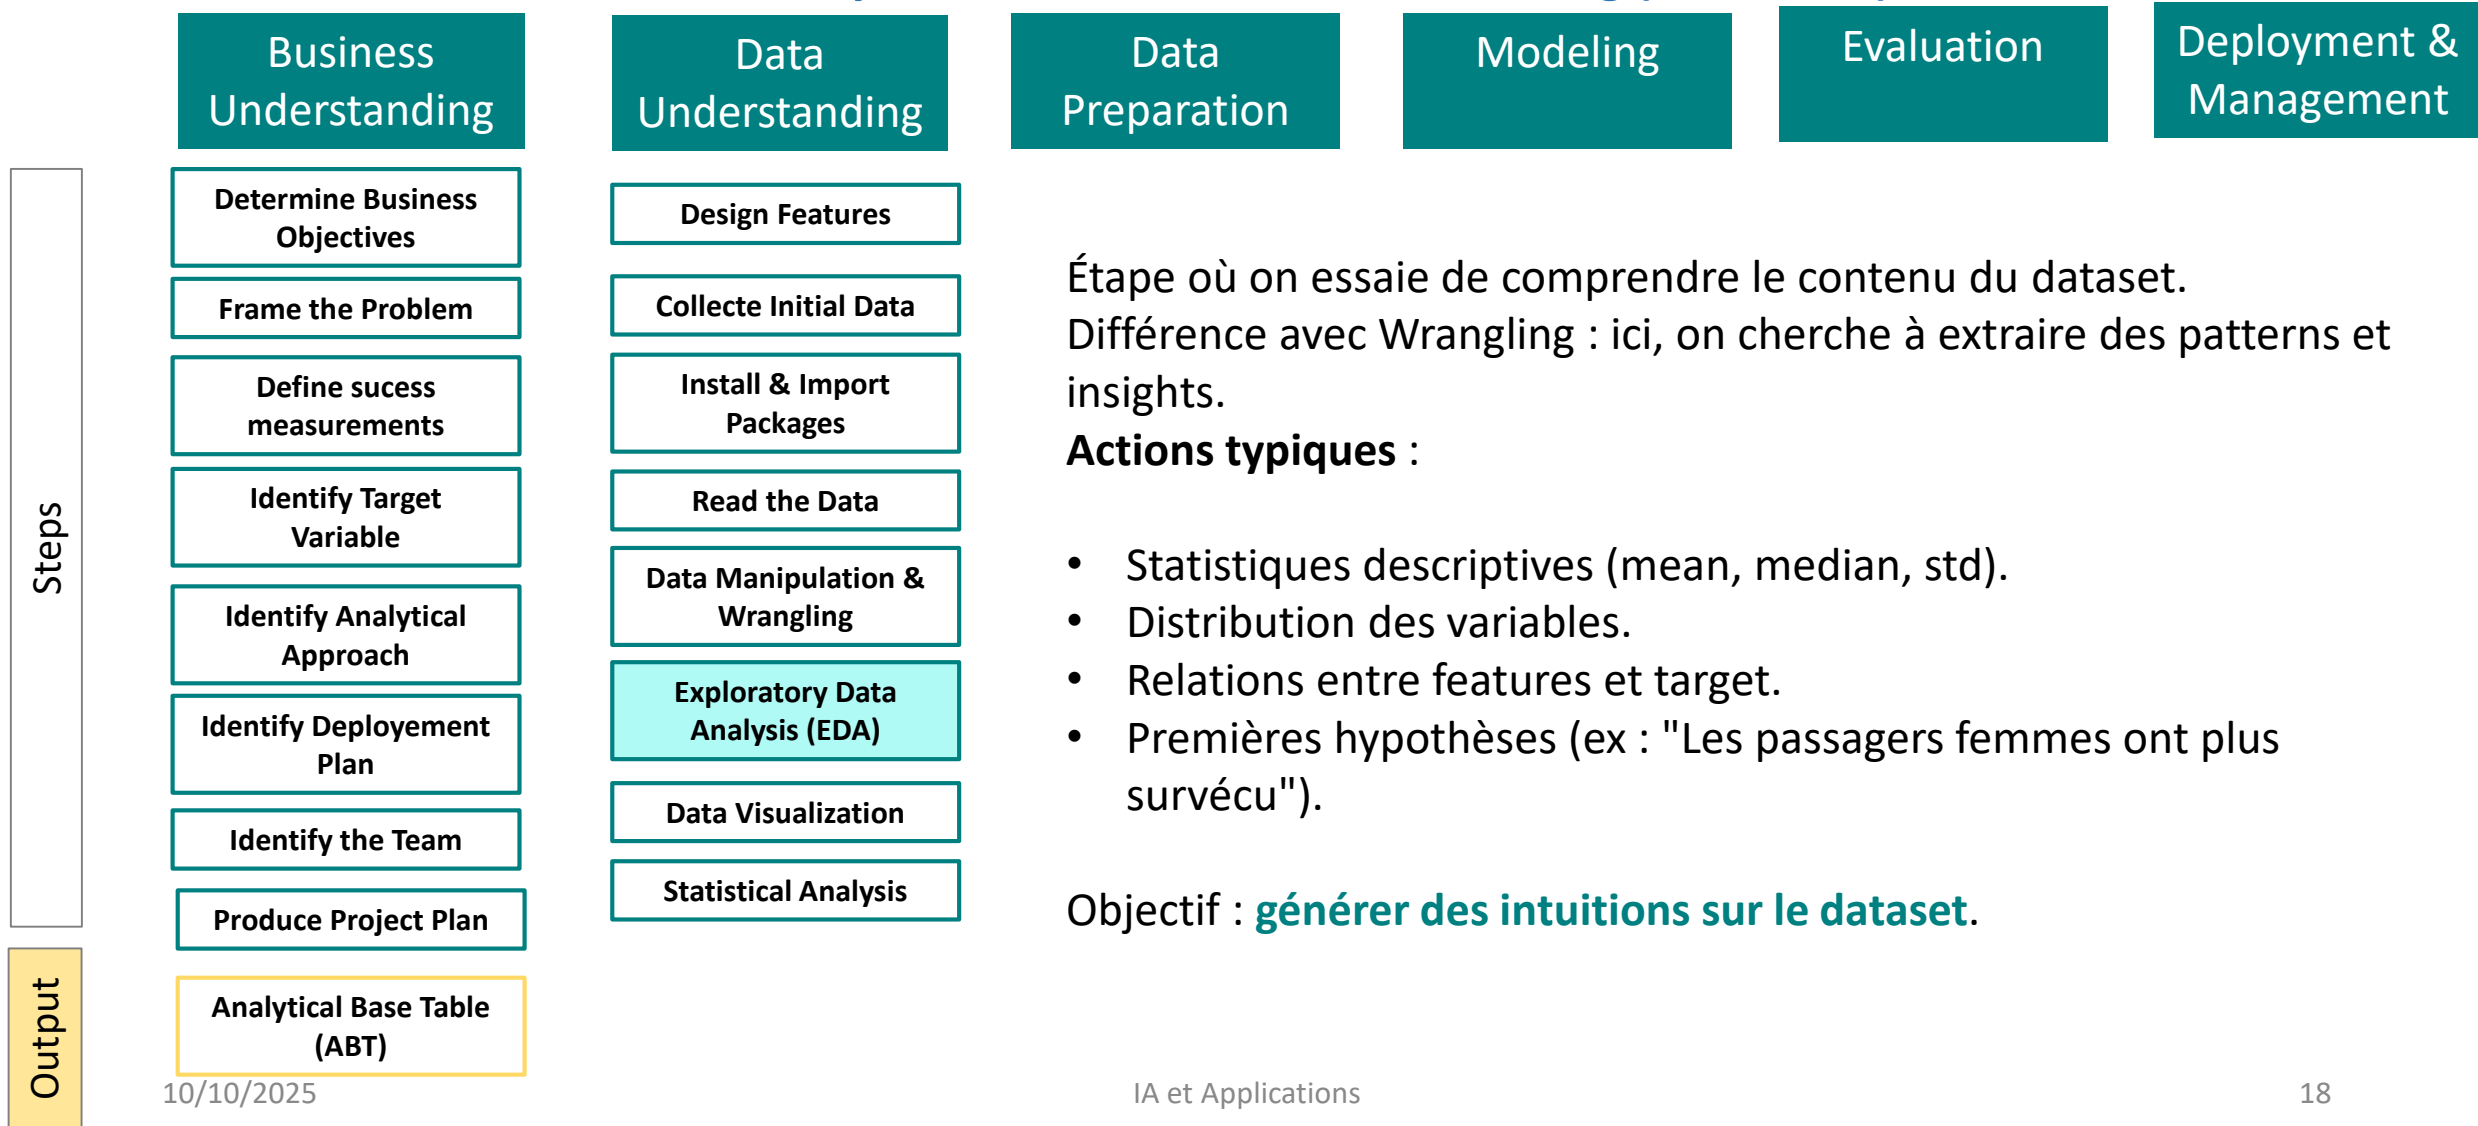 Business
Understanding
Data
Understanding
Data
Preparation
Modeling
Evaluation
Deployment &
Management
Steps
Determine Business
Objectives
Frame the Problem
Define sucess
measurements
Identify Target
Variable
Identify Analytical
Approach
Identify Deployement
Plan
Identify the Team
Produce Project Plan
Output
Analytical Base Table
(ABT)
Design Features
Collecte Initial Data
Install & Import
Packages
Read the Data
Data Manipulation &
Wrangling
Exploratory Data
Analysis (EDA)
Data Visualization
Statistical Analysis
Étape où on essaie de comprendre le contenu du dataset.
Différence avec Wrangling : ici, on cherche à extraire des patterns et
insights.
Actions typiques :
• Statistiques descriptives (mean, median, std).
• Distribution des variables.
• Relations entre features et target.
• Premières hypothèses (ex : "Les passagers femmes ont plus
survécu").
Objectif : générer des intuitions sur le dataset.
10/10/2025
IA et Applications
18